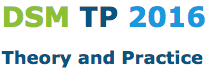 DSM TP 2016
Theory and Practice